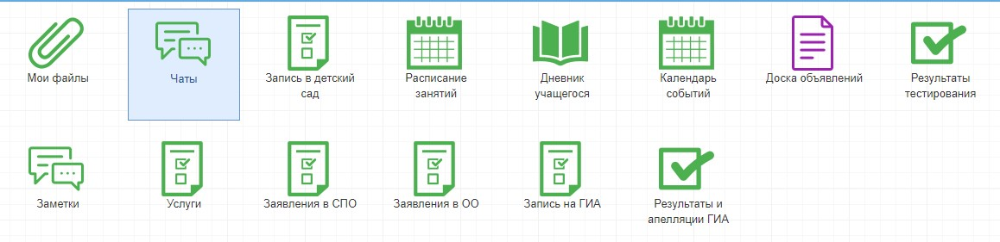 Мои файлы
Чаты
Запись в детский
сад
Расписание
занятий
Дневник
учащегося
Календарь
событий
Доска объявлений
Результаты
тестирования
Заметки
Услуги
Заявления в СПО
Заявления в ОО
Запись на ГИА
Результаты и
апелляции ГИА